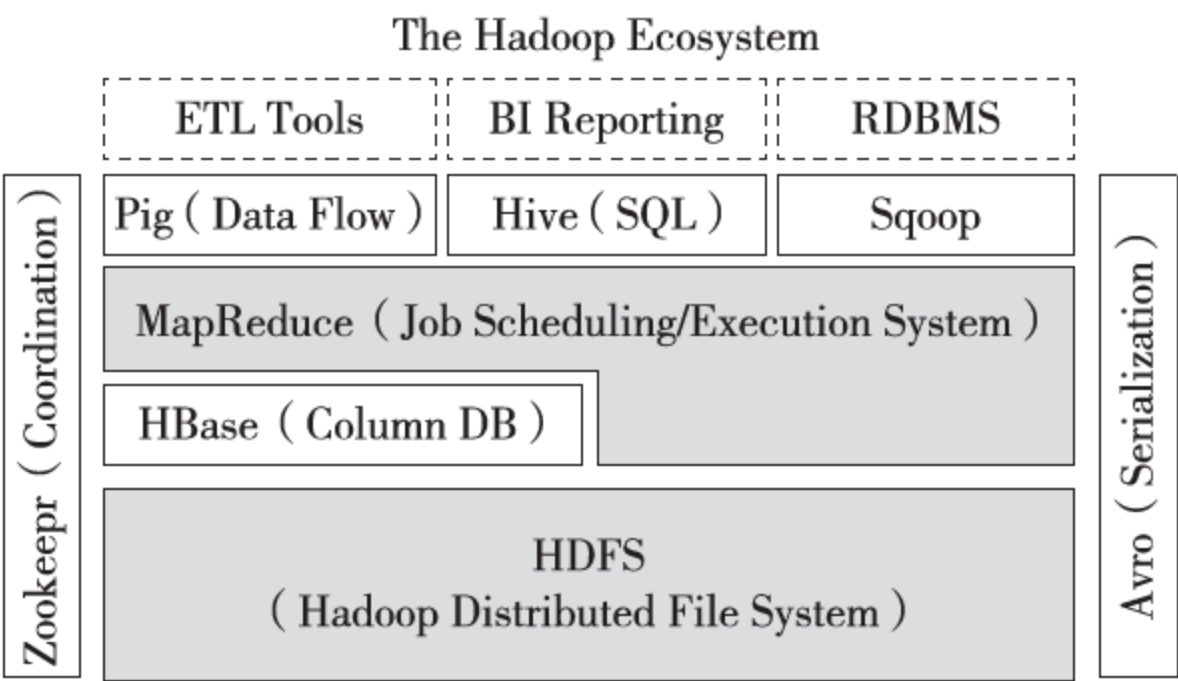 The Hadoop Ecosystem
ETL Tools
BI Reporting
RDBMS
Zookeepr ( Coordination )
Pig ( Data Flow )
Hive ( SQL )
Sqoop
Avro ( Serialization )
MapReduce ( Job Scheduling/Execution System )
HBase ( Column DB )
HDFS
( Hadoop Distributed File System )